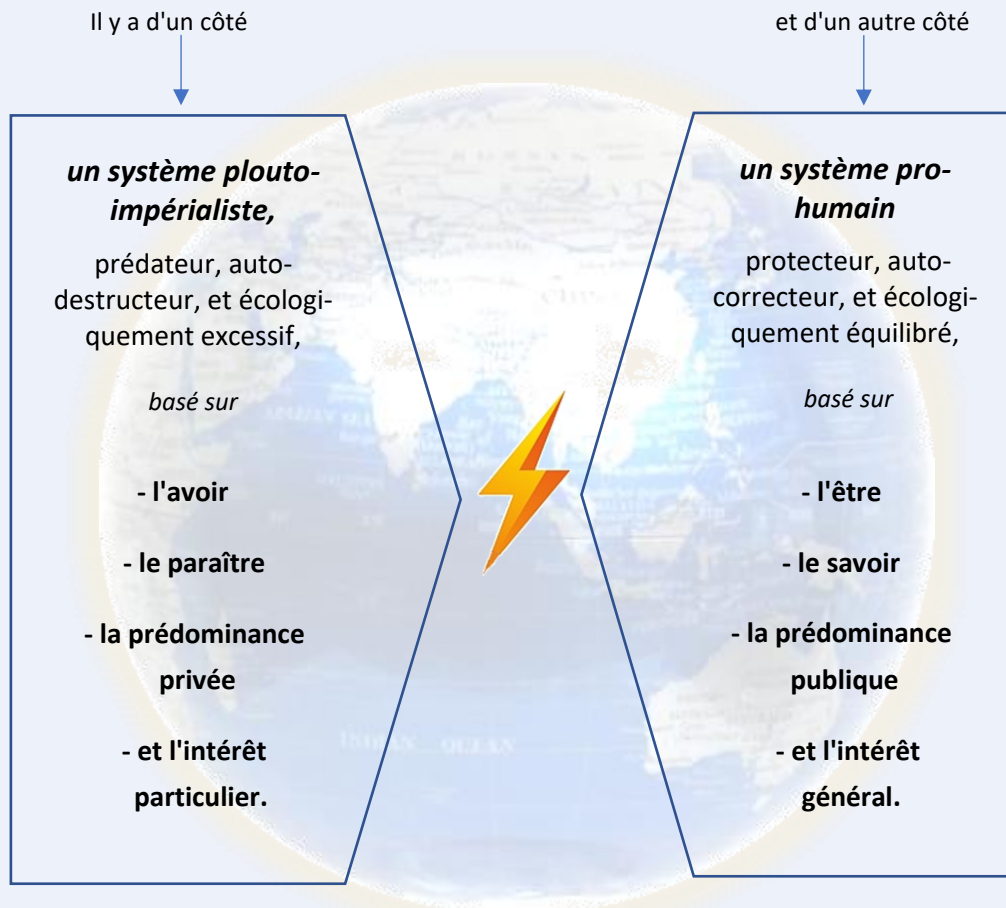 Il y a d'un côté
un système plouto-
impérialiste,
prédateur, auto-
destructeur, et écologi-
quement excessif,
basé sur
- l'avoir
- le paraître
- la prédominance
privée
- et l'intérêt
particulier.
et d'un autre côté
un système pro-
humain
protecteur, auto-
correcteur, et écologi-
quement équilibré,
basé sur
- l'être
- le savoir
- la prédominance
publique
- et l'intérêt
général.
INDIAN OCEAN